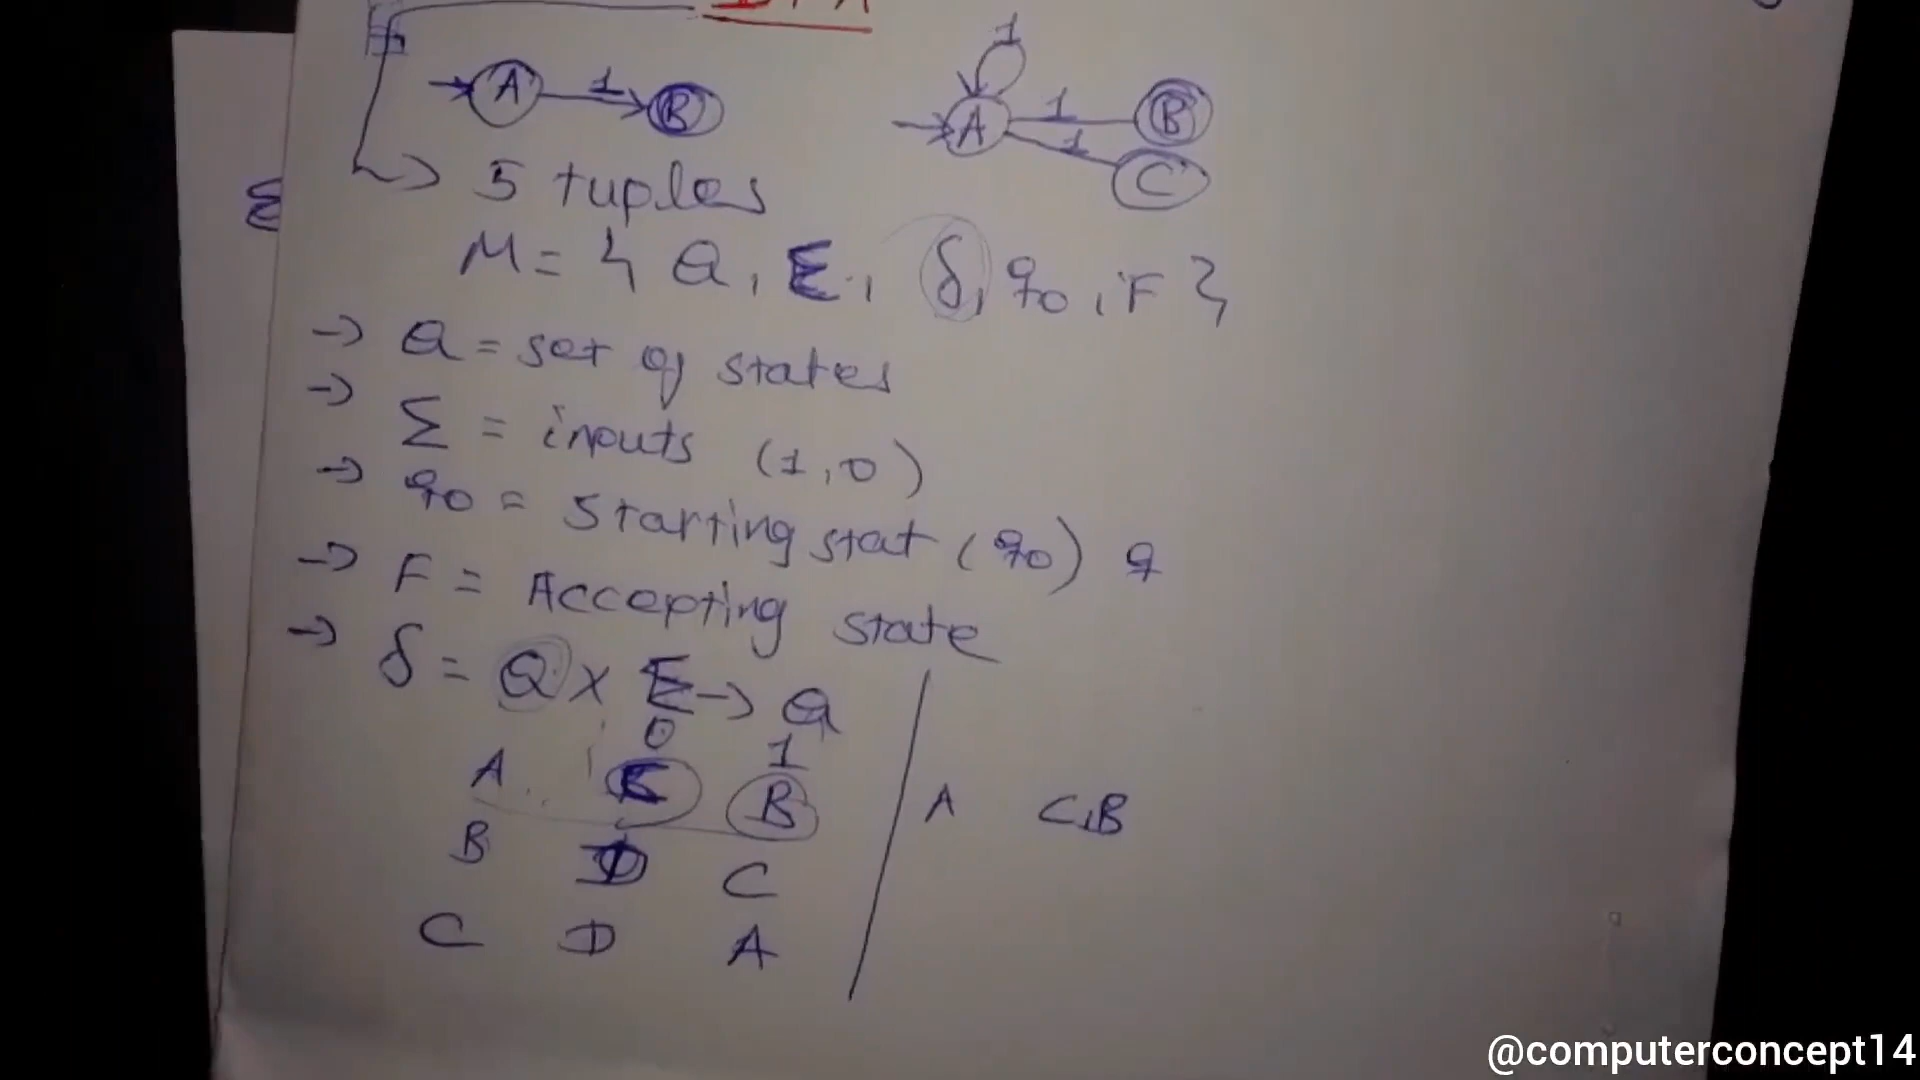 DFA
1
A 1 B
A 1 B
1 C
5 tuples
M = { Q, Σ, δ, q0, F }
→ Q = set of states
→ Σ = inputs (1,0)
→ q0 = Starting stat (q0) q
→ F = Accepting state
→ δ = Q × Σ → Q
0 1
A B
A C,B
B D C
C D A
@computerconcept14